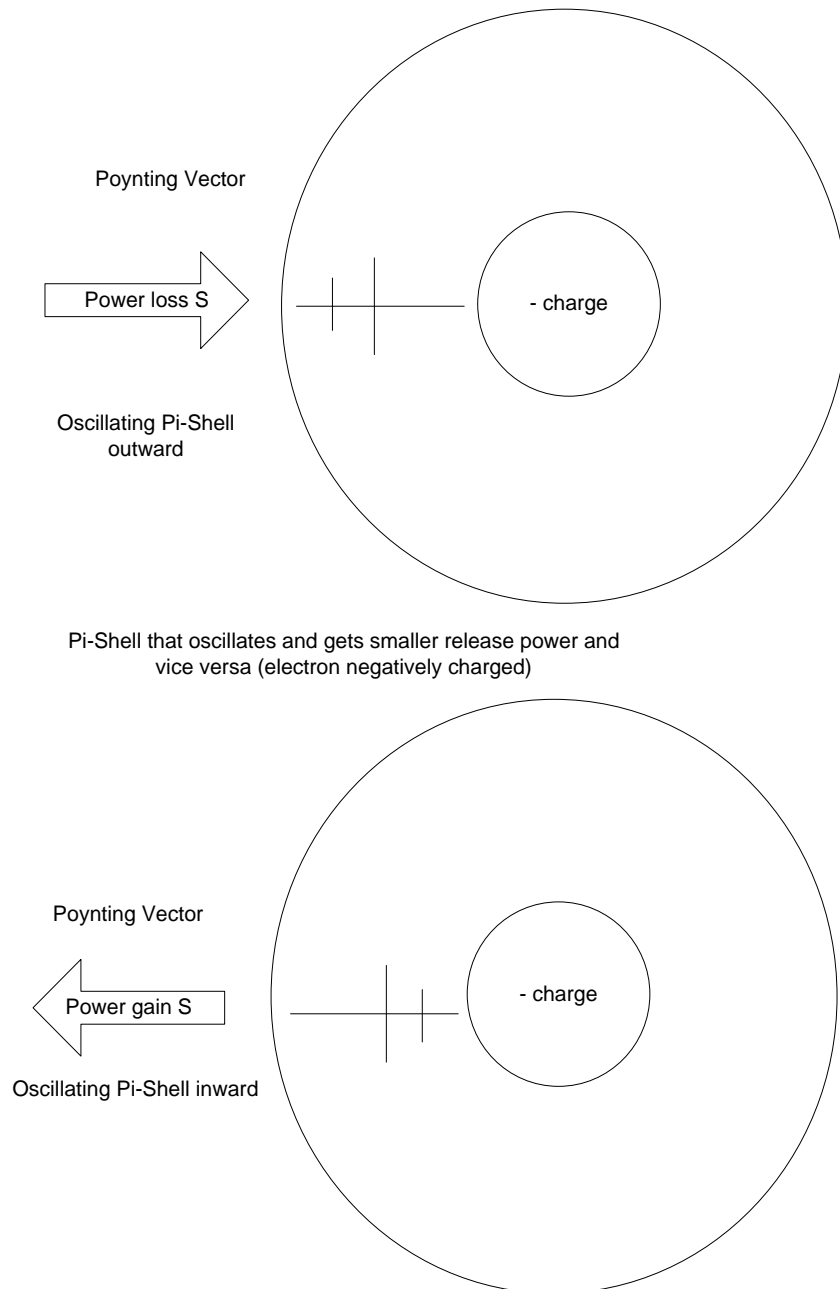 Poynting Vector
Power loss S
- charge
Oscillating Pi-Shell
outward
Pi-Shell that oscillates and gets smaller release power and
vice versa (electron negatively charged)
Poynting Vector
Power gain S
- charge
Oscillating Pi-Shell inward